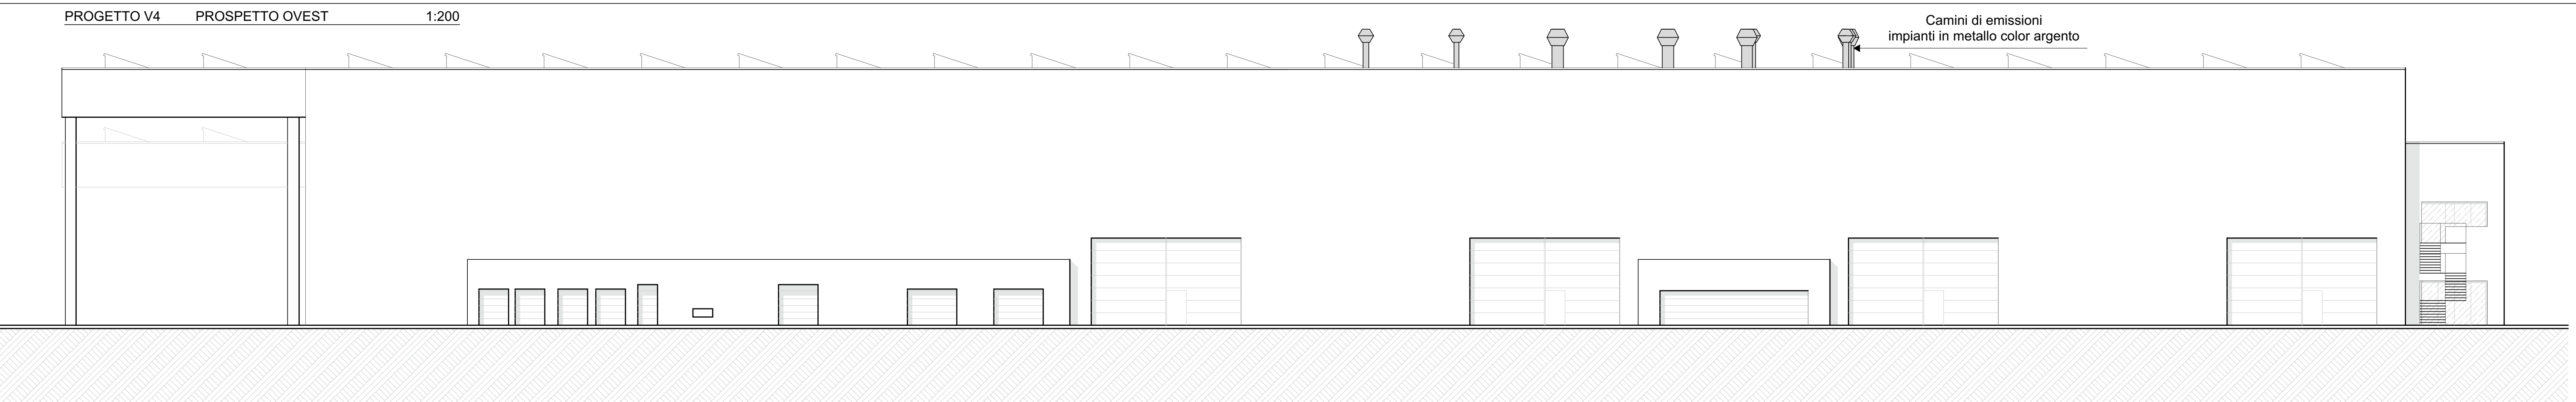 PROGETTO V4 PROSPETTO OVEST 1:200
Camini di emissioni
impianti in metallo color argento